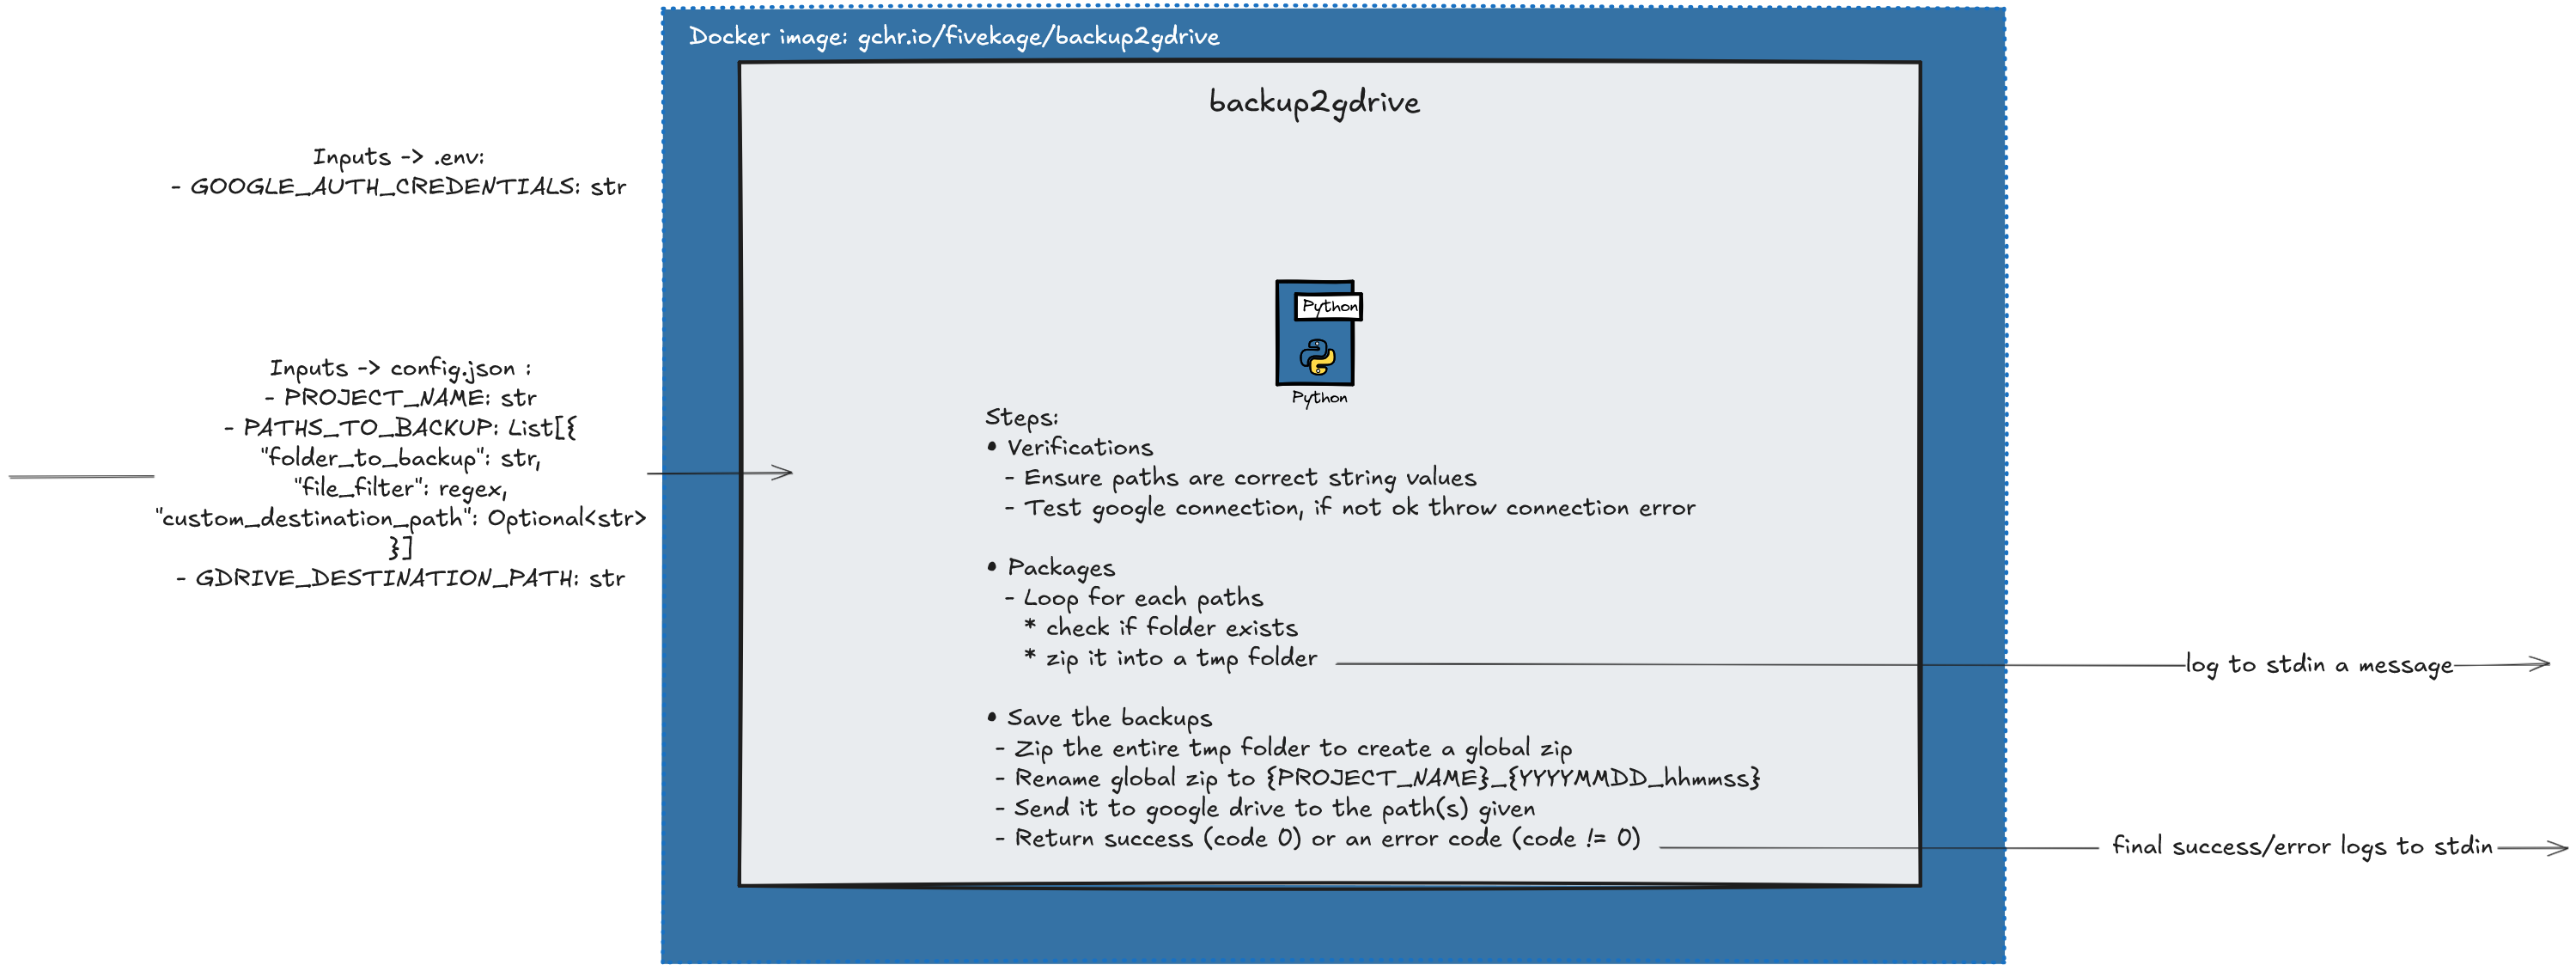 Docker image: gchr.io/fivekage/backup2gdrive
backup2gdrive
Inputs -> .env:
- GOOGLE_AUTH_CREDENTIALS: str
Inputs -> config.json :
- PROJECT_NAME: str
- PATHS_TO_BACKUP: List[{
"folder_to_backup": str,
"file_filter": regex,
"custom_destination_path": Optional<str>
}]
- GDRIVE_DESTINATION_PATH: str
Python
Python
Steps:
• Verifications
- Ensure paths are correct string values
- Test google connection, if not ok throw connection error
• Packages
- Loop for each paths
* check if folder exists
* zip it into a tmp folder
log to stdin a message
• Save the backups
- Zip the entire tmp folder to create a global zip
- Rename global zip to {PROJECT_NAME}_{YYYYMMDD_hhmmss}
- Send it to google drive to the path(s) given
- Return success (code 0) or an error code (code != 0)
final success/error logs to stdin